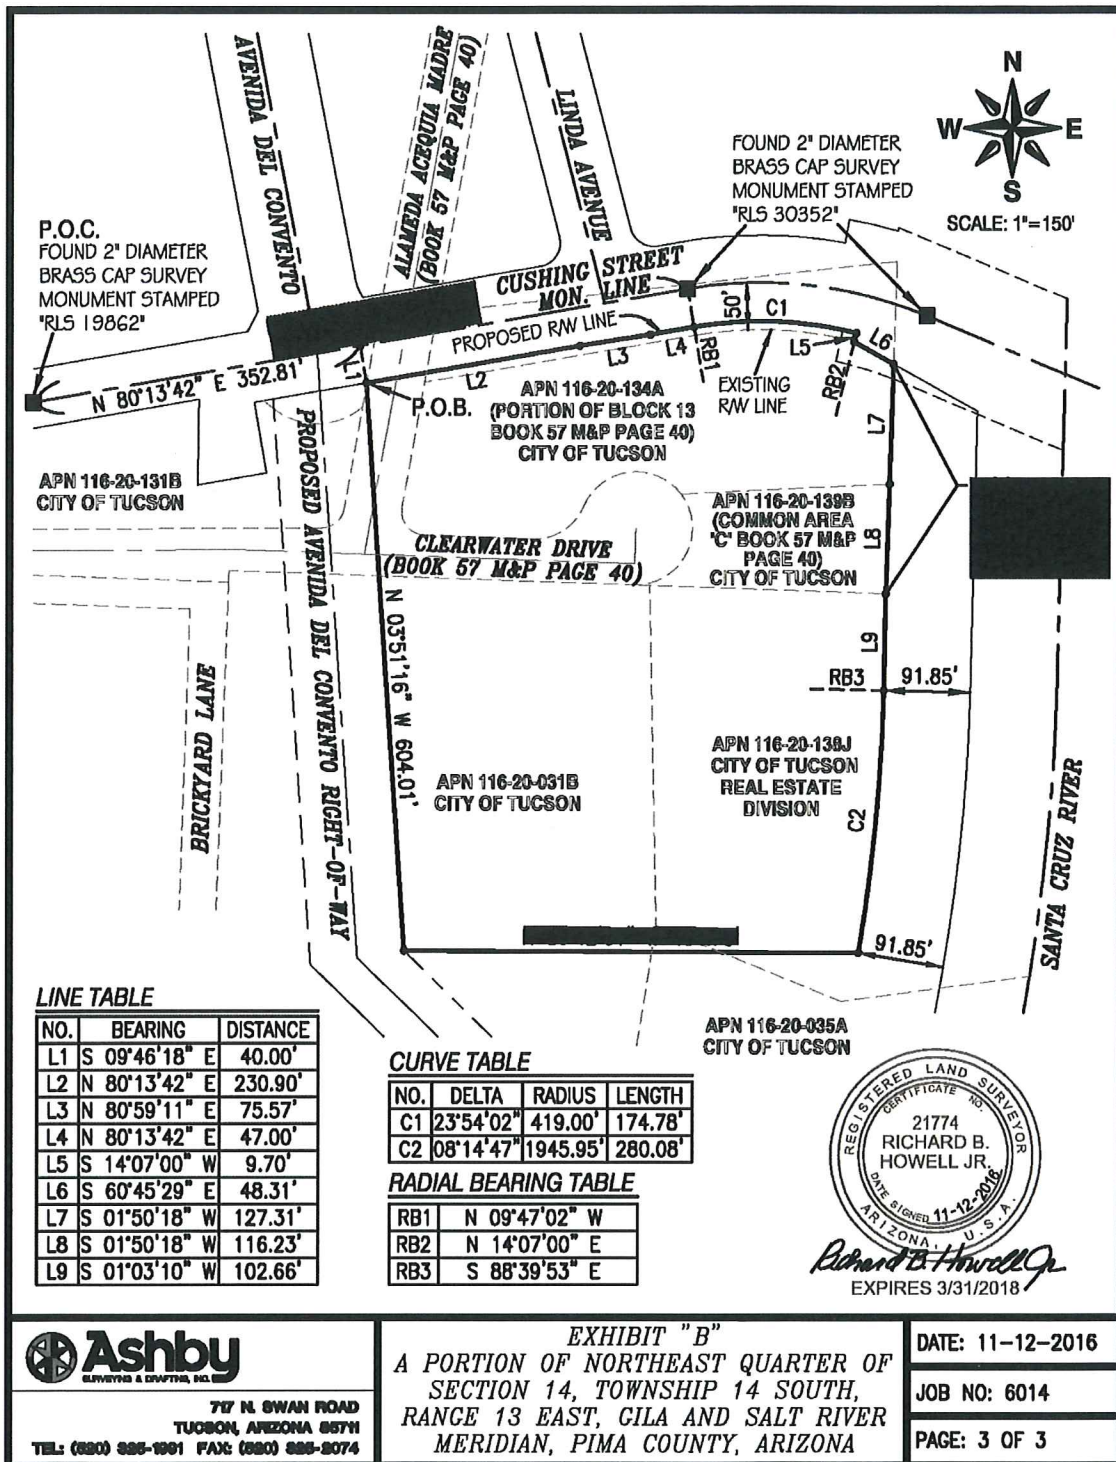 AVENIDA DEL CONVENTO
ALAMEDA ACEQUIA MADRE
(BOOK 57 M&P PAGE 40)
LINDA AVENUE
N
W E
S
SCALE: 1"=150'
FOUND 2" DIAMETER
BRASS CAP SURVEY
MONUMENT STAMPED
"RLS 30352"
P.O.C.
FOUND 2" DIAMETER
BRASS CAP SURVEY
MONUMENT STAMPED
"RLS 19862"
CUSHING STREET
MON. LINE
PROPOSED R/W LINE
50'
C1
N 80°13'42" E 352.81'
L1
L2
L3
L4
RB1
L5
RB2
L6
L7
EXISTING
R/W LINE
P.O.B.
APN 116-20-134A
(PORTION OF BLOCK 13
BOOK 57 M&P PAGE 40)
CITY OF TUCSON
APN 116-20-131B
CITY OF TUCSON
APN 116-20-139B
(COMMON AREA
"C" BOOK 57 M&P
PAGE 40)
CITY OF TUCSON
L8
CLEARWATER DRIVE
(BOOK 57 M&P PAGE 40)
PROPOSED AVENIDA DEL CONVENTO RIGHT-OF-WAY
N 03°51'16" W 604.01'
BRICKYARD LANE
L9
RB3
91.85'
APN 116-20-031B
CITY OF TUCSON
APN 116-20-138J
CITY OF TUCSON
REAL ESTATE
DIVISION
C2
SANTA CRUZ RIVER
91.85'
APN 116-20-035A
CITY OF TUCSON
LINE TABLE
NO. BEARING DISTANCE
L1 S 09°46'18" E 40.00'
L2 N 80°13'42" E 230.90'
L3 N 80°59'11" E 75.57'
L4 N 80°13'42" E 47.00'
L5 S 14°07'00" W 9.70'
L6 S 60°45'29" E 48.31'
L7 S 01°50'18" W 127.31'
L8 S 01°50'18" W 116.23'
L9 S 01°03'10" W 102.66'
CURVE TABLE
NO. DELTA RADIUS LENGTH
C1 23°54'02" 419.00' 174.78'
C2 08°14'47" 1945.95' 280.08'
RADIAL BEARING TABLE
RB1 N 09°47'02" W
RB2 N 14°07'00" E
RB3 S 88°39'53" E
REGISTERED LAND SURVEYOR
CERTIFICATE NO.
21774
RICHARD B.
HOWELL JR.
DATE SIGNED 11-12-2016
ARIZONA, U.S.A.
Richard B. Howell Jr
EXPIRES 3/31/2018
Ashby
SURVEYING & DRAFTING, INC.
717 N. SWAN ROAD
TUCSON, ARIZONA 85711
TEL: (520) 325-1991 FAX: (520) 325-2074
EXHIBIT "B"
A PORTION OF NORTHEAST QUARTER OF
SECTION 14, TOWNSHIP 14 SOUTH,
RANGE 13 EAST, GILA AND SALT RIVER
MERIDIAN, PIMA COUNTY, ARIZONA
DATE: 11-12-2016
JOB NO: 6014
PAGE: 3 OF 3